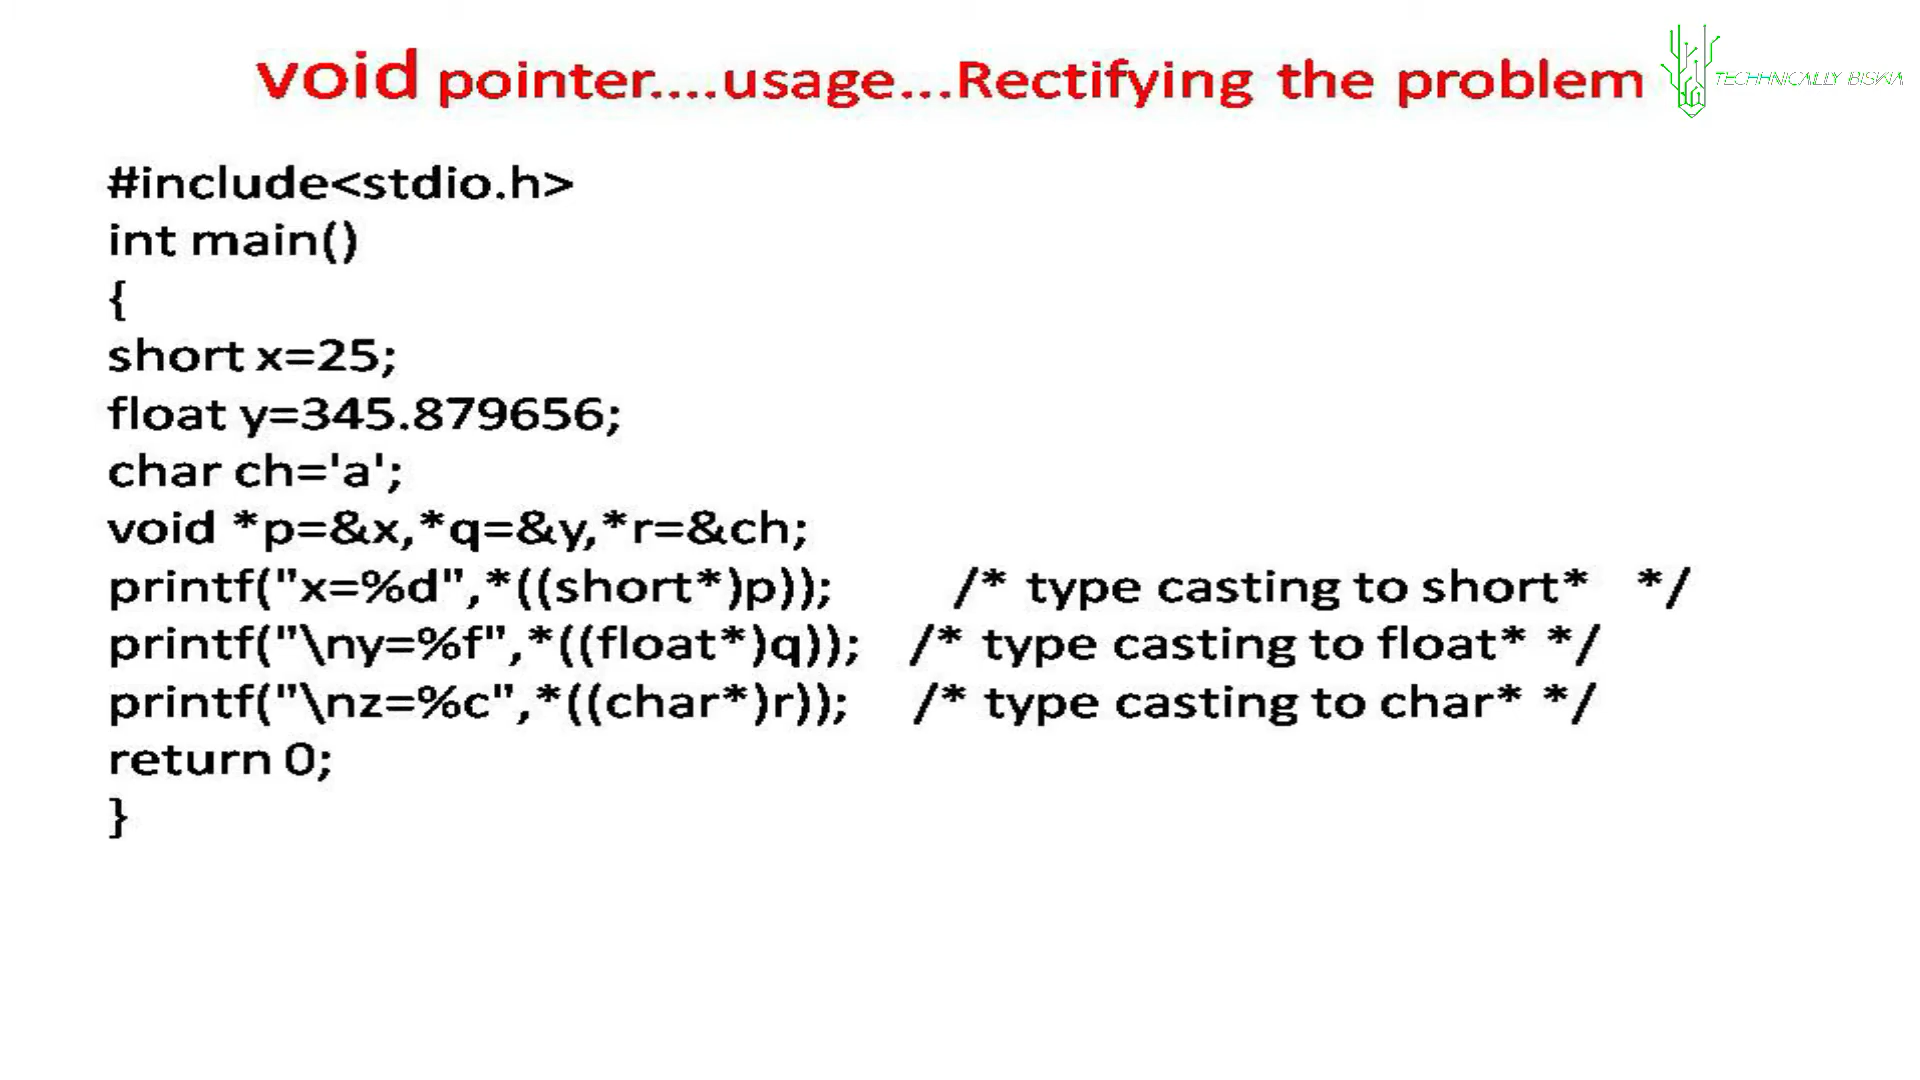 void pointer....usage...Rectifying the problem
TECHHNICALLY BISWA
#include<stdio.h>
int main()
{
short x=25;
float y=345.879656;
char ch='a';
void *p=&x,*q=&y,*r=&ch;
printf("x=%d",*((short*)p)); /* type casting to short* */
printf("\ny=%f",*((float*)q)); /* type casting to float* */
printf("\nz=%c",*((char*)r)); /* type casting to char* */
return 0;
}